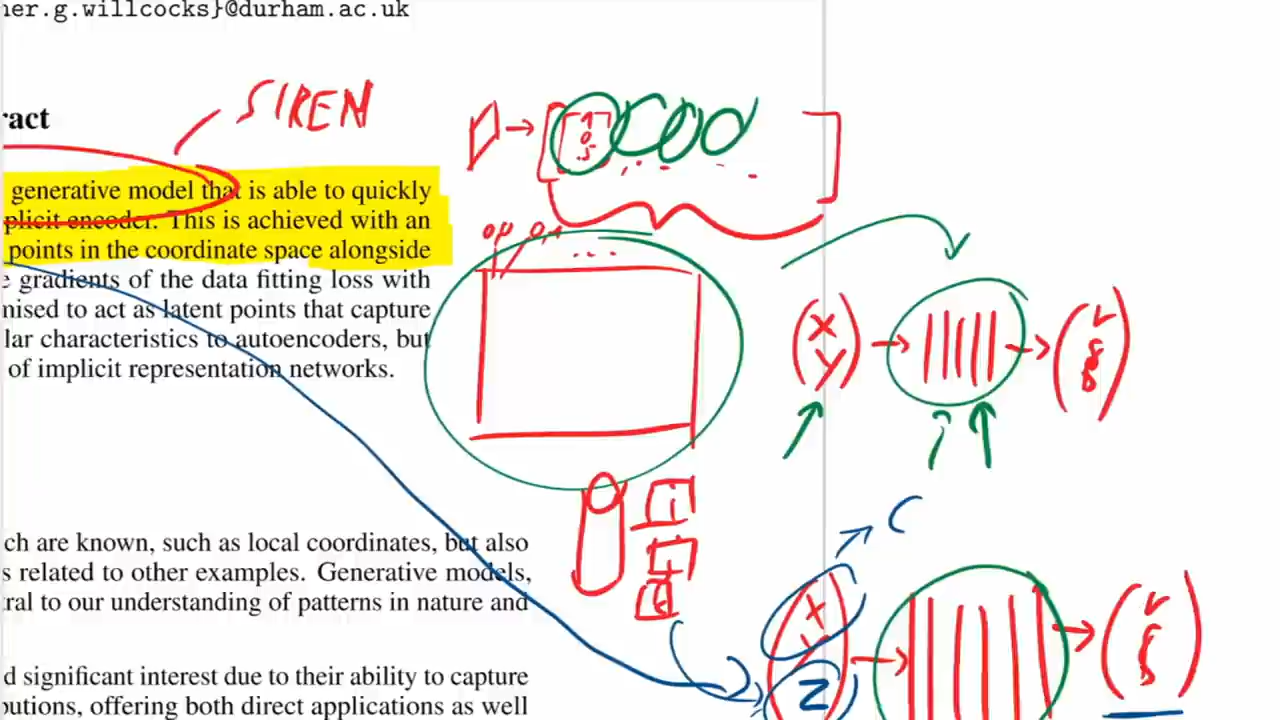 ner.g.willcocks}@durham.ac.uk
SIREN
ract
generative model that is able to quickly
plicit encoder. This is achieved with an
points in the coordinate space alongside
e gradients of the data fitting loss with
nised to act as latent points that capture
lar characteristics to autoencoders, but
of implicit representation networks.
x
y
r
g
b
ch are known, such as local coordinates, but also
s related to other examples. Generative models,
tral to our understanding of patterns in nature and
C
x
y
z
r
g
b
d significant interest due to their ability to capture
outions, offering both direct applications as well